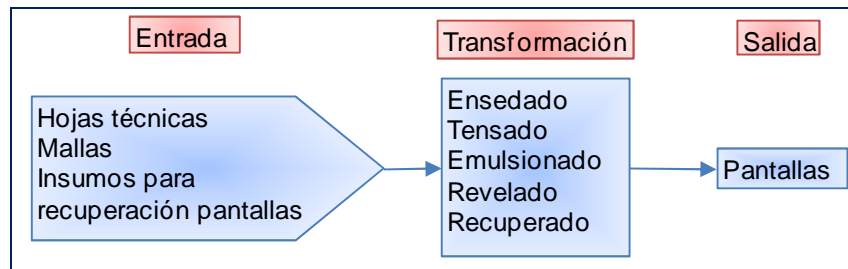 Entrada
Transformación
Salida
Hojas técnicas
Mallas
Insumos para
recuperación pantallas
Ensedado
Tensado
Emulsionado
Revelado
Recuperado
Pantallas